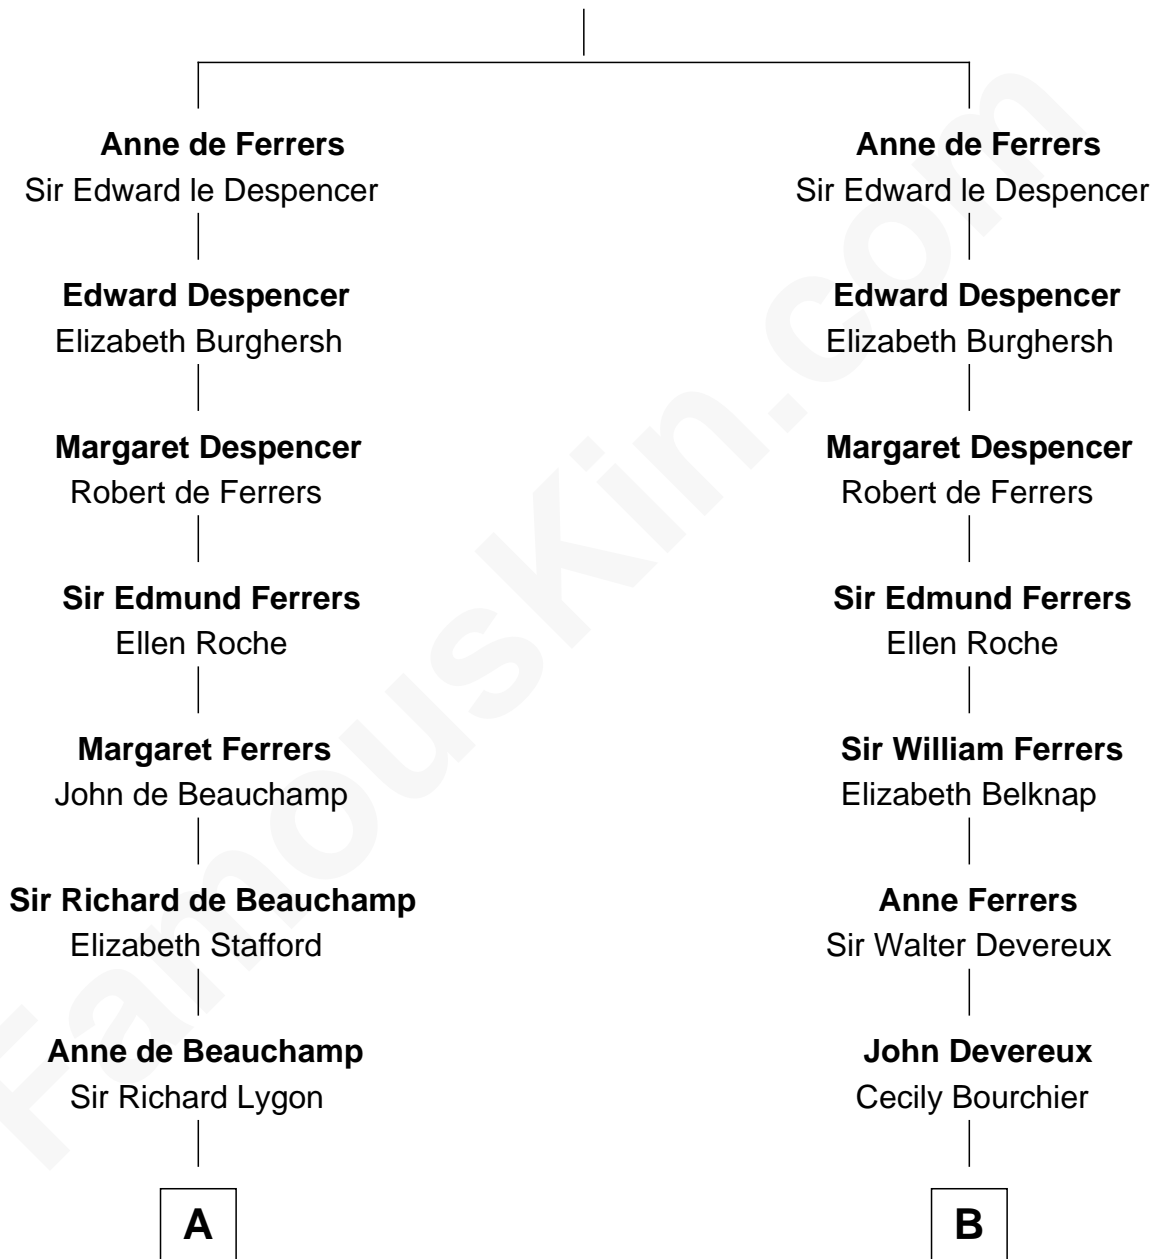 Anne de Ferrers
Sir Edward le Despencer
Edward Despencer
Elizabeth Burghersh
Margaret Despencer
Robert de Ferrers
Sir Edmund Ferrers
Ellen Roche
Margaret Ferrers
John de Beauchamp
Sir Richard de Beauchamp
Elizabeth Stafford
Anne de Beauchamp
Sir Richard Lygon
A
Anne de Ferrers
Sir Edward le Despencer
Edward Despencer
Elizabeth Burghersh
Margaret Despencer
Robert de Ferrers
Sir Edmund Ferrers
Ellen Roche
Sir William Ferrers
Elizabeth Belknap
Anne Ferrers
Sir Walter Devereux
John Devereux
Cecily Bourchier
B
FamousKin.com